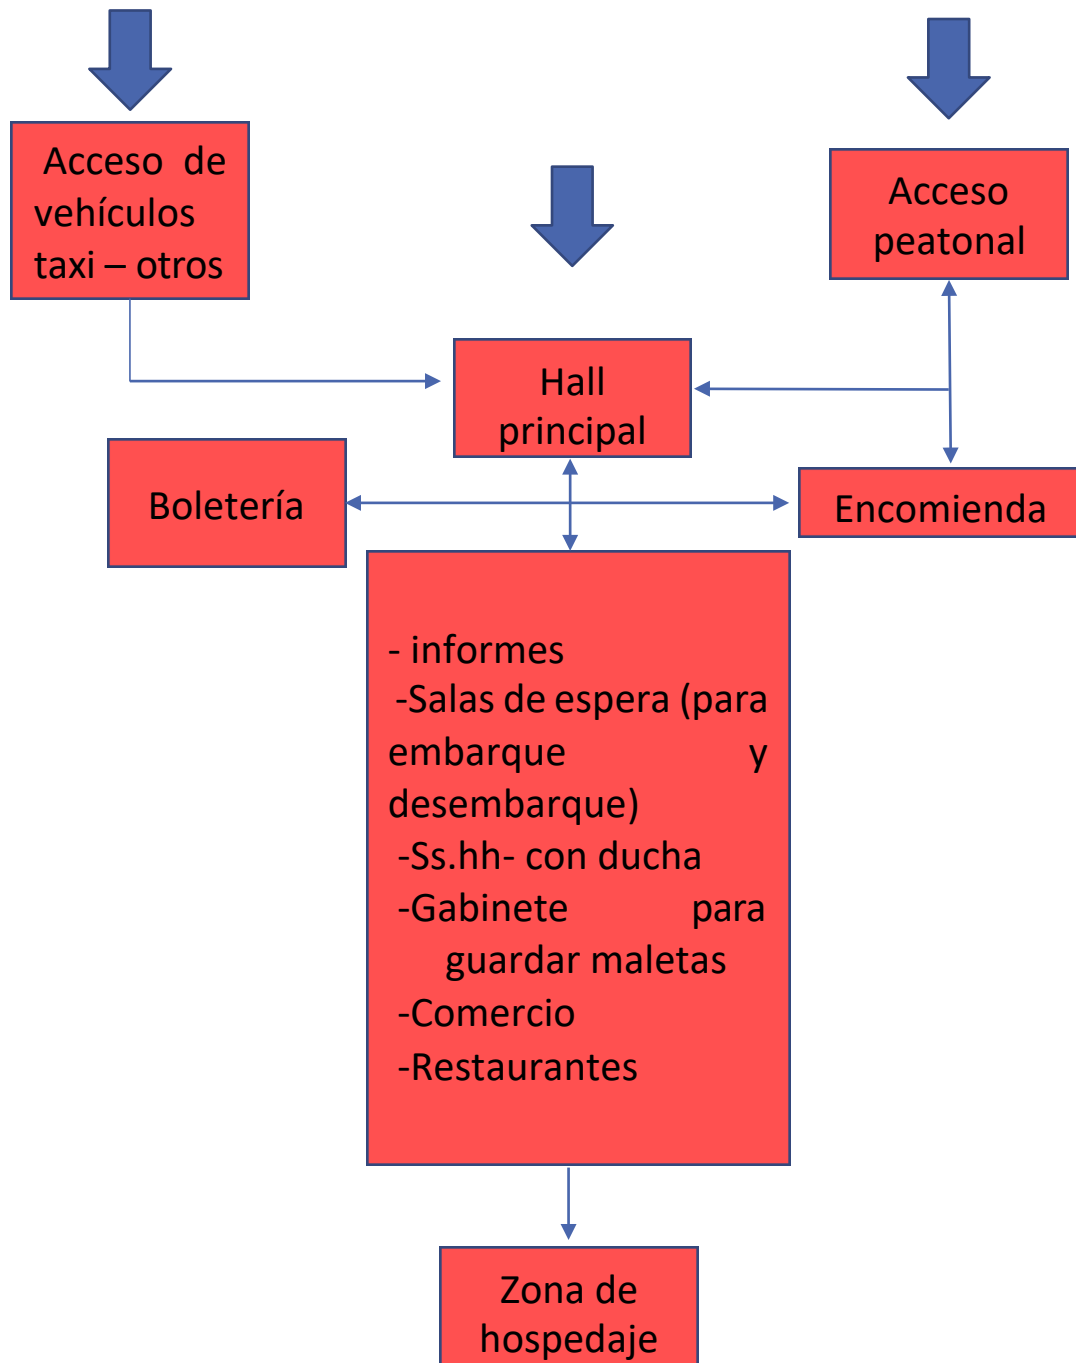 Acceso de
vehículos
taxi – otros
Acceso
peatonal
Hall
principal
Boletería
Encomienda
- informes
-Salas de espera (para
embarque y
desembarque)
-Ss.hh- con ducha
-Gabinete para
guardar maletas
-Comercio
-Restaurantes
Zona de
hospedaje